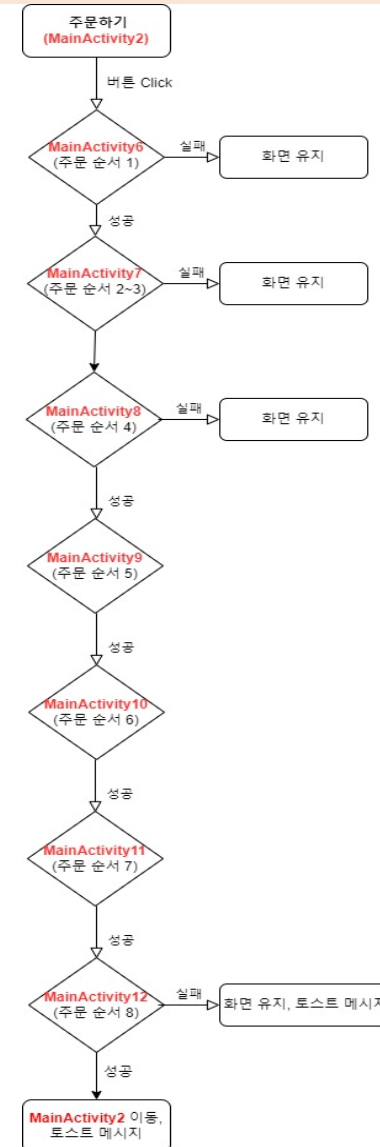 주문하기
(MainActivity2)
버튼 Click
MainActivity6
(주문 순서 1)
실패
화면 유지
성공
MainActivity7
(주문 순서 2~3)
실패
화면 유지
MainActivity8
(주문 순서 4)
실패
화면 유지
성공
MainActivity9
(주문 순서 5)
성공
MainActivity10
(주문 순서 6)
성공
MainActivity11
(주문 순서 7)
성공
MainActivity12
(주문 순서 8)
실패
화면 유지, 토스트 메시지
성공
MainActivity2 이동,
토스트 메시지